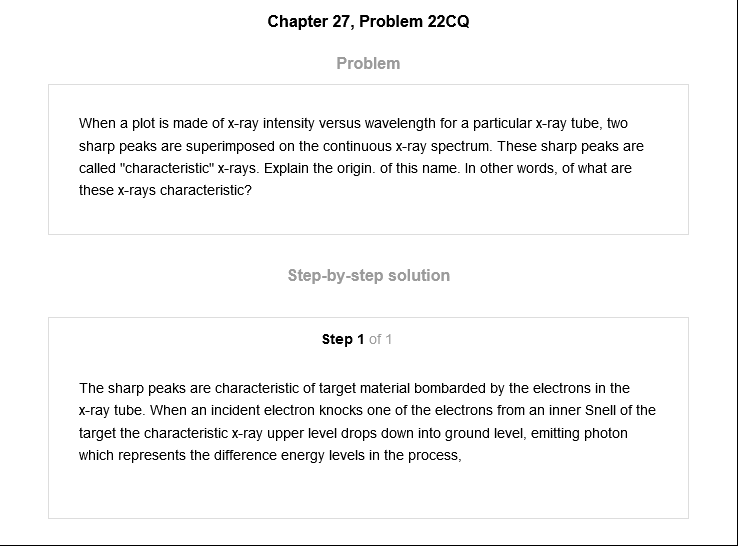 Chapter 27, Problem 22CQ
Problem
When a plot is made of x-ray intensity versus wavelength for a particular x-ray tube, two
sharp peaks are superimposed on the continuous x-ray spectrum. These sharp peaks are
called "characteristic" x-rays. Explain the origin. of this name. In other words, of what are
these x-rays characteristic?
Step-by-step solution
Step 1 of 1
The sharp peaks are characteristic of target material bombarded by the electrons in the
x-ray tube. When an incident electron knocks one of the electrons from an inner Snell of the
target the characteristic x-ray upper level drops down into ground level, emitting photon
which represents the difference energy levels in the process,